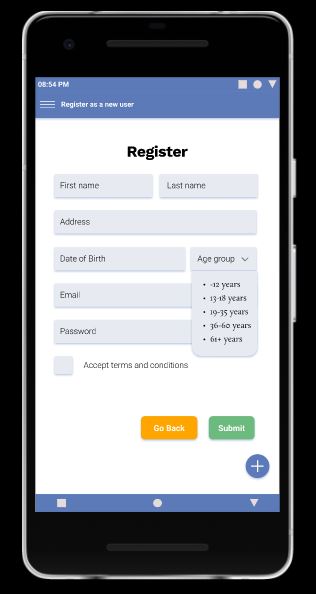 08:54 PM
Register as a new user
Register
First name Last name
Address
Date of Birth Age group
-12 years
13-18 years
Email
19-35 years
36-60 years
Password
61+ years
Accept terms and conditions
Go Back Submit